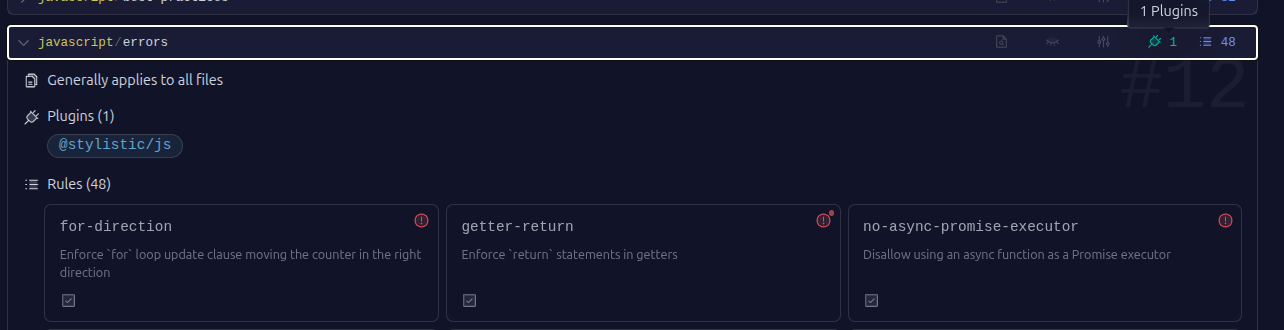 1 Plugins
javascript/errors
1
48
#12
Generally applies to all files
Plugins (1)
@stylistic/js
Rules (48)
for-direction
Enforce `for` loop update clause moving the counter in the right
direction
getter-return
Enforce `return` statements in getters
no-async-promise-executor
Disallow using an async function as a Promise executor